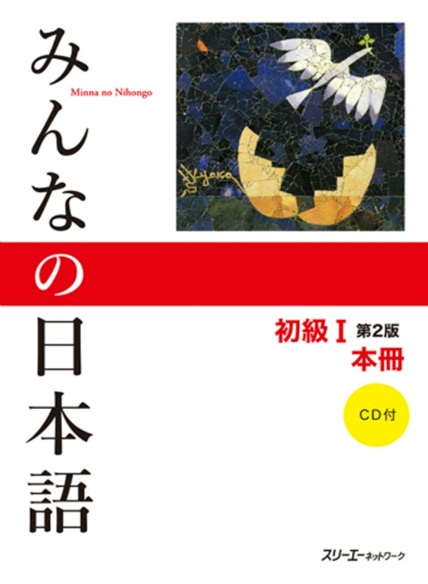 みんなの日本語
Minna no Nihongo
初級 I 第2版
本冊
CD付
スリーエーネットワーク